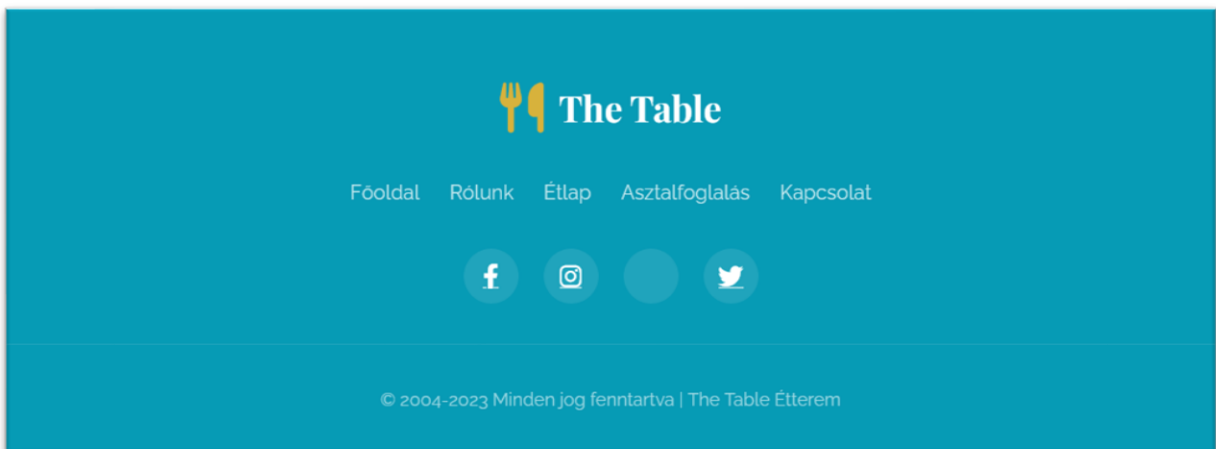 The Table
Főoldal Rólunk Étlap Asztalfoglalás Kapcsolat
© 2004-2023 Minden jog fenntartva | The Table Étterem